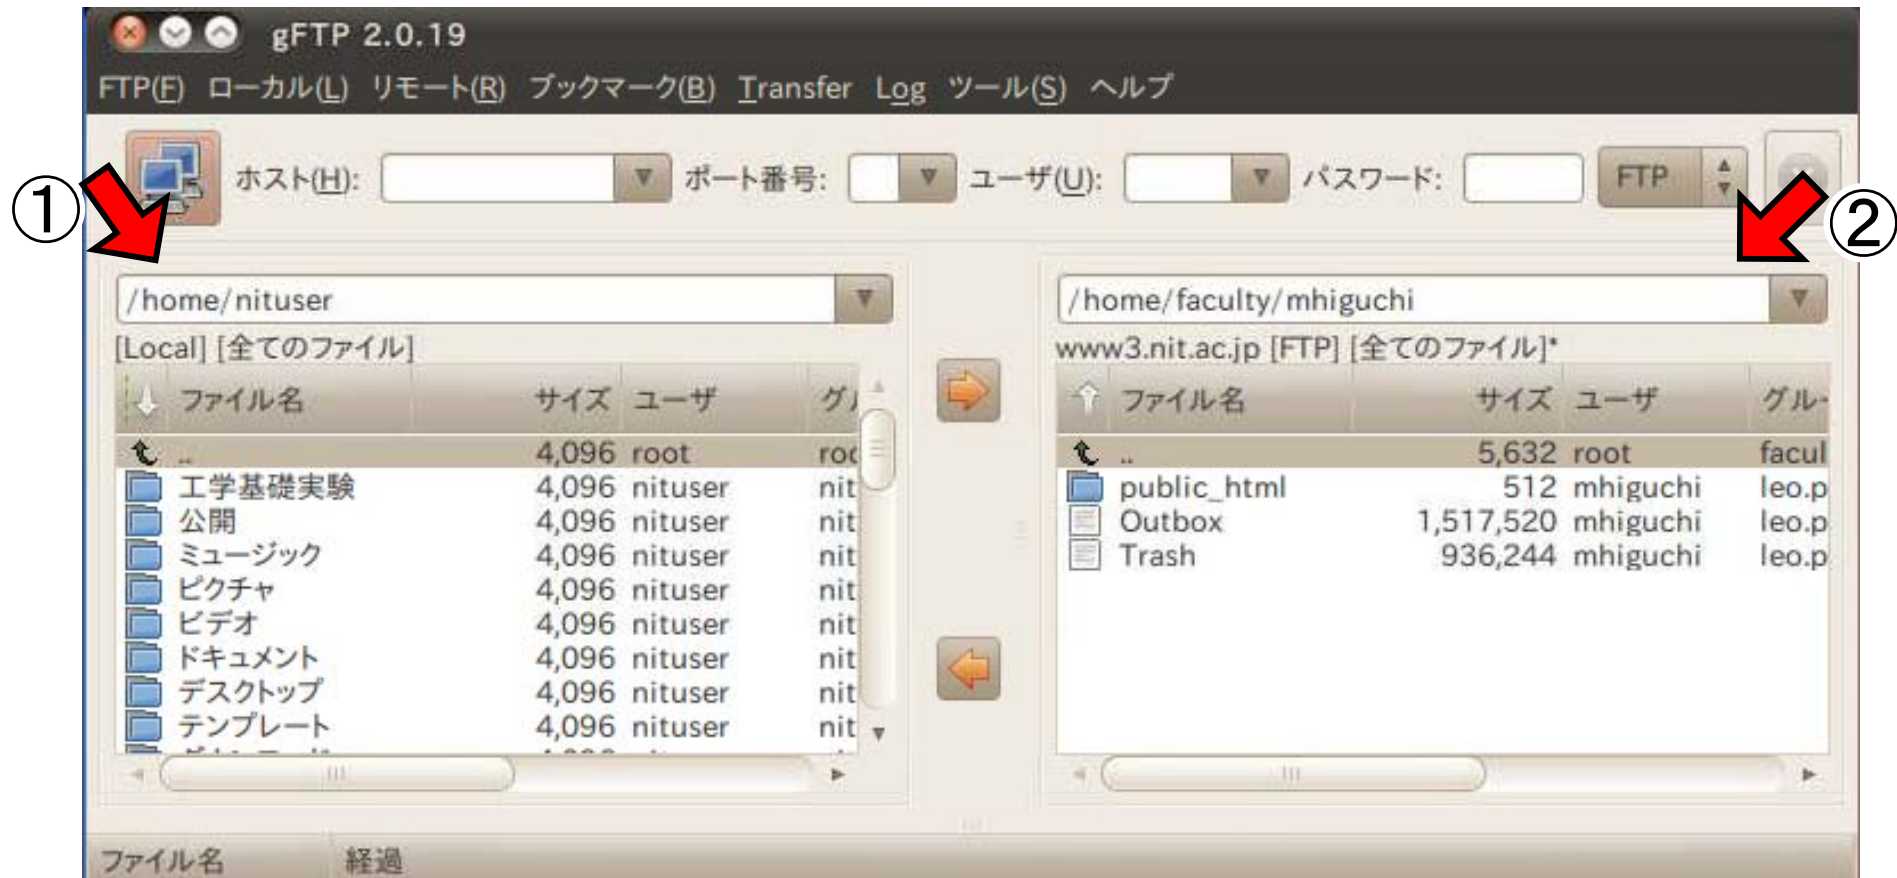 gFTP 2.0.19
FTP(F) ローカル(L) リモート(R) ブックマーク(B) Transfer Log ツール(S) ヘルプ
① ホスト(H): ポート番号: ユーザ(U): パスワード: FTP ②
/home/nituser
[Local] [全てのファイル]
ファイル名 サイズ ユーザ グル
.. 4,096 root roo
工学基礎実験 4,096 nituser nit
公開 4,096 nituser nit
ミュージック 4,096 nituser nit
ピクチャ 4,096 nituser nit
ビデオ 4,096 nituser nit
ドキュメント 4,096 nituser nit
デスクトップ 4,096 nituser nit
テンプレート 4,096 nituser nit
/home/faculty/mhiguchi
www3.nit.ac.jp [FTP] [全てのファイル]*
ファイル名 サイズ ユーザ グルー
.. 5,632 root facul
public_html 512 mhiguchi leo.p
Outbox 1,517,520 mhiguchi leo.p
Trash 936,244 mhiguchi leo.p
ファイル名 経過